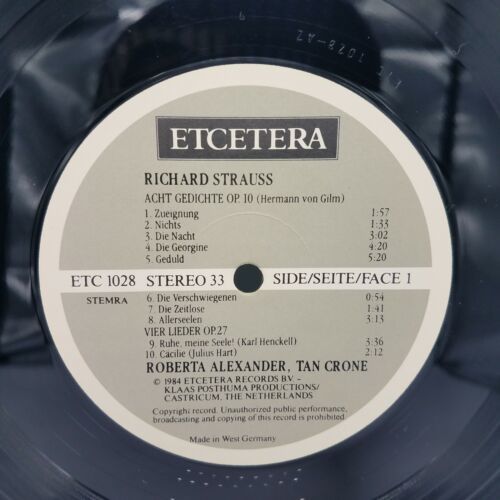 1028-A2
ETCETERA
RICHARD STRAUSS
ACHT GEDICHTE OP. 10 (Hermann von Gilm)
1. Zueignung 1:57
2. Nichts 1:33
3. Die Nacht 3:02
4. Die Georgine 4:20
5. Geduld 5:20
ETC 1028 STEREO 33 SIDE/SEITE/FACE 1
STEMRA
6. Die Verschwiegenen 0:54
7. Die Zeitlose 1:41
8. Allerseelen 3:13
VIER LIEDER OP.27
9. Ruhe, meine Seele! (Karl Henckell) 3:36
10. Cäcilie (Julius Hart) 2:12
ROBERTA ALEXANDER, TAN CRONE
© 1984 ETCETERA RECORDS BV -
KLAAS POSTHUMA PRODUCTIONS/
CASTRICUM, THE NETHERLANDS
Copyright record. Unauthorized public performance,
broadcasting and copying of this record is prohibited
Made in West Germany